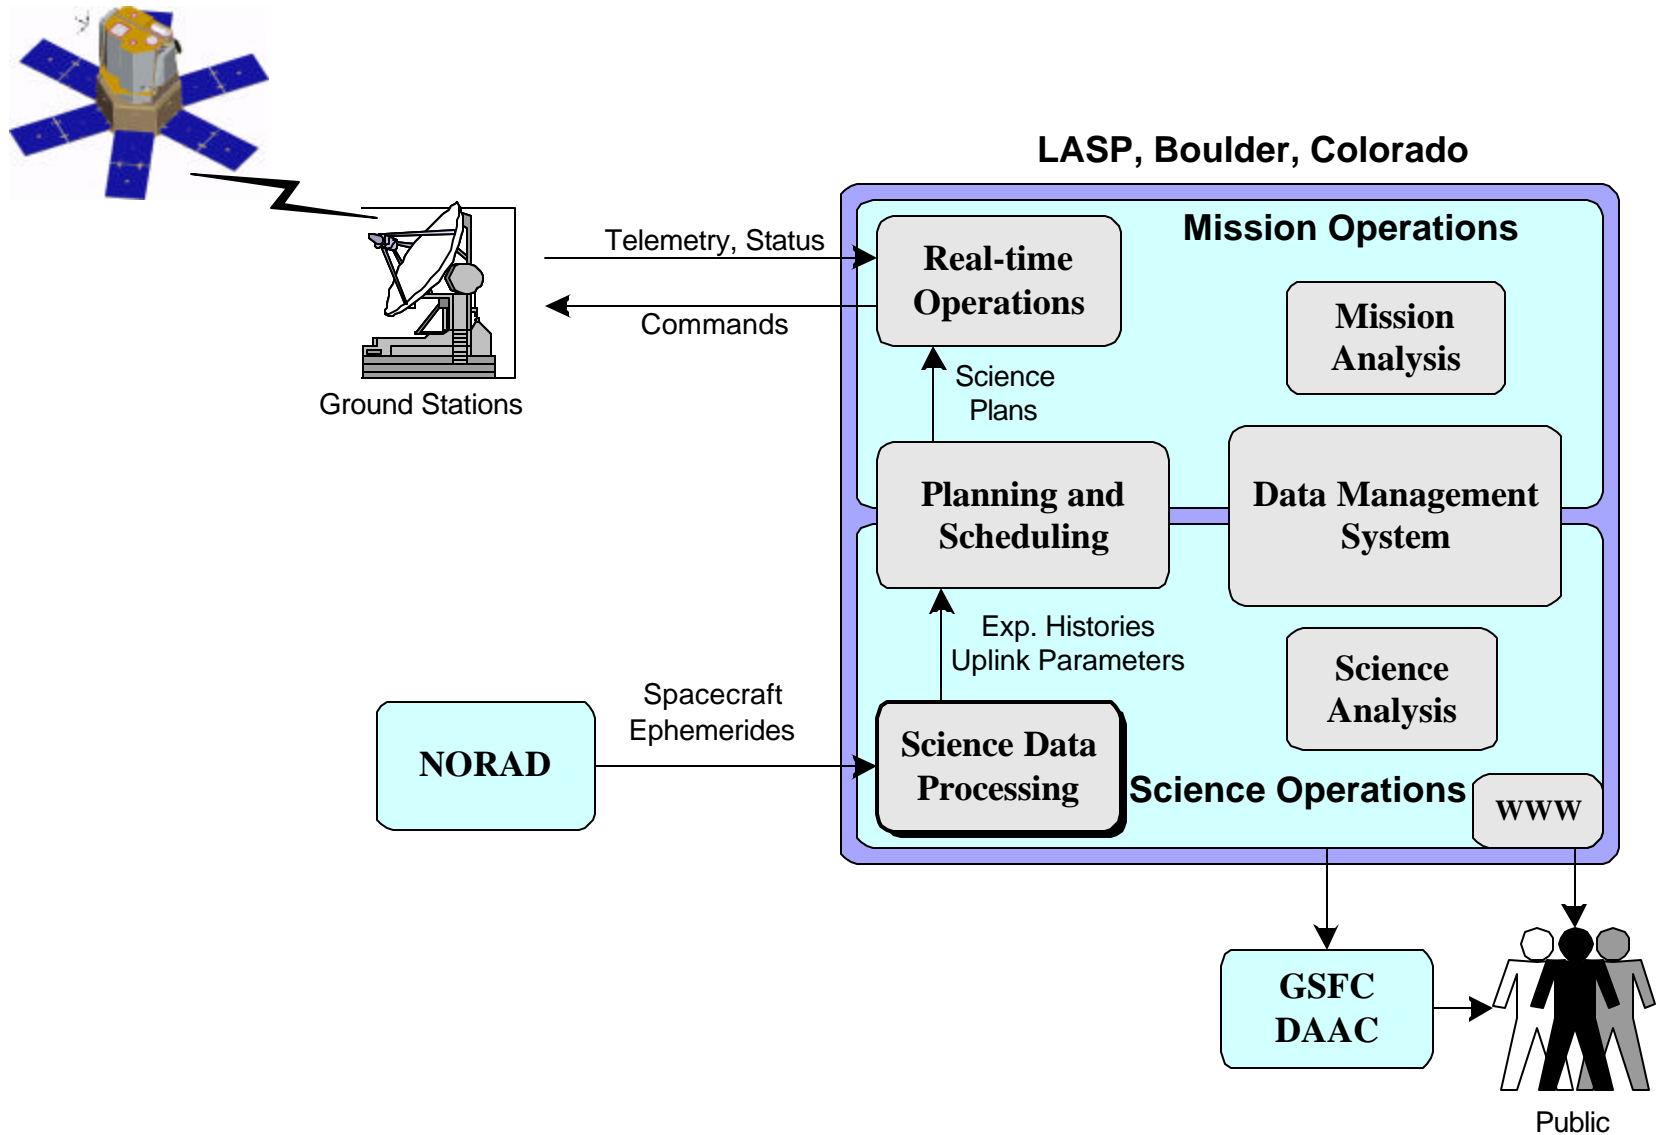 LASP, Boulder, Colorado
Mission Operations
Telemetry, Status
Real-time
Operations
Commands
Mission
Analysis
Science
Plans
Ground Stations
Planning and
Scheduling
Data Management
System
Exp. Histories
Uplink Parameters
Science
Analysis
Spacecraft
Ephemerides
NORAD
Science Data
Processing
Science Operations
WWW
GSFC
DAAC
Public